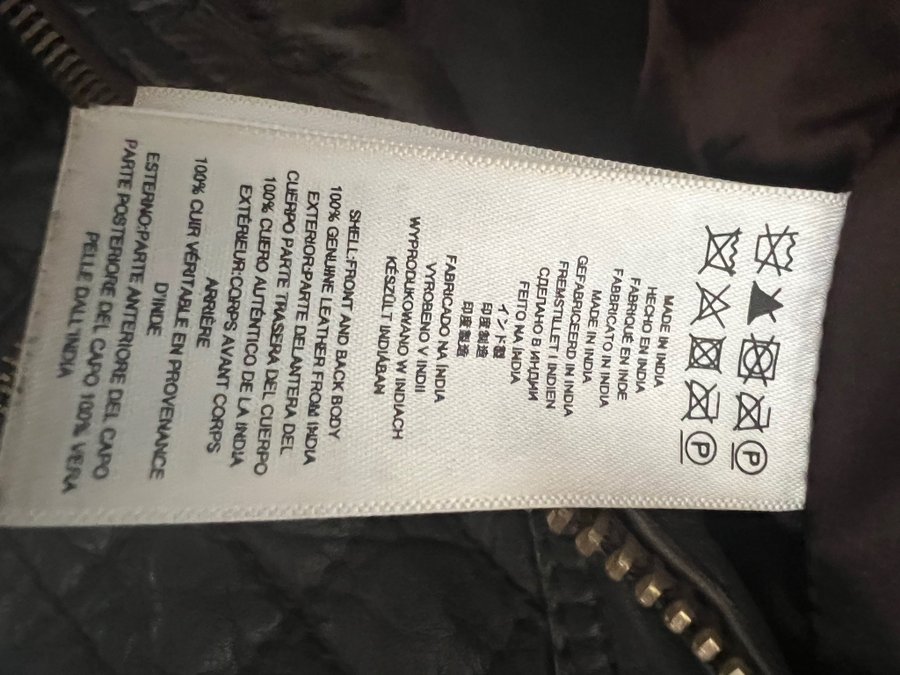 P
P
MADE IN INDIA
HECHO EN INDIA
FABRIQUÉ EN INDE
FABRICATO IN INDIA
MADE IN INDIA
GEFABRICEERD IN INDIA
FREMSTILLET I INDIEN
СДЕЛАНО В ИНДИИ
FEITO NA ÍNDIA
インド製
印度製造
印度製造
FABRICADO NA ÍNDIA
VYROBENO V INDII
WYPRODUKOWANO W INDIACH
KÉSZÜLT INDIÁBAN
SHELL:FRONT AND BACK BODY
100% GENUINE LEATHER FROM INDIA
EXTERIOR:PARTE DELANTERA DEL
CUERPO PARTE TRASERA DEL CUERPO
100% CUERO AUTÉNTICO DE LA INDIA
EXTÉRIEUR:CORPS AVANT CORPS
ARRIÈRE
100% CUIR VÉRITABLE EN PROVENANCE
D'INDE
ESTERNO:PARTE ANTERIORE DEL CAPO
PARTE POSTERIORE DEL CAPO 100% VERA
PELLE DALL'INDIA